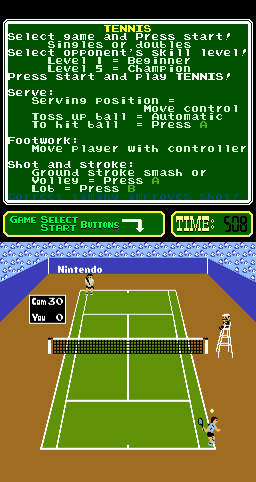 TENNIS
Select game and Press start!
Singles or doubles
Select opponent's skill level!
Level 1 = Beginner
Level 5 = Champion
Press start and play TENNIS!
Serve:
Serving position =
Move control
Toss up ball = Automatic
To hit ball = Press A
Footwork:
Move player with controller
Shot and stroke:
Ground stroke smash or
Volley = Press A
Lob = Press B
GAME SELECT
START BUTTONS
TIME: 508
Nintendo
Com 30
You 0